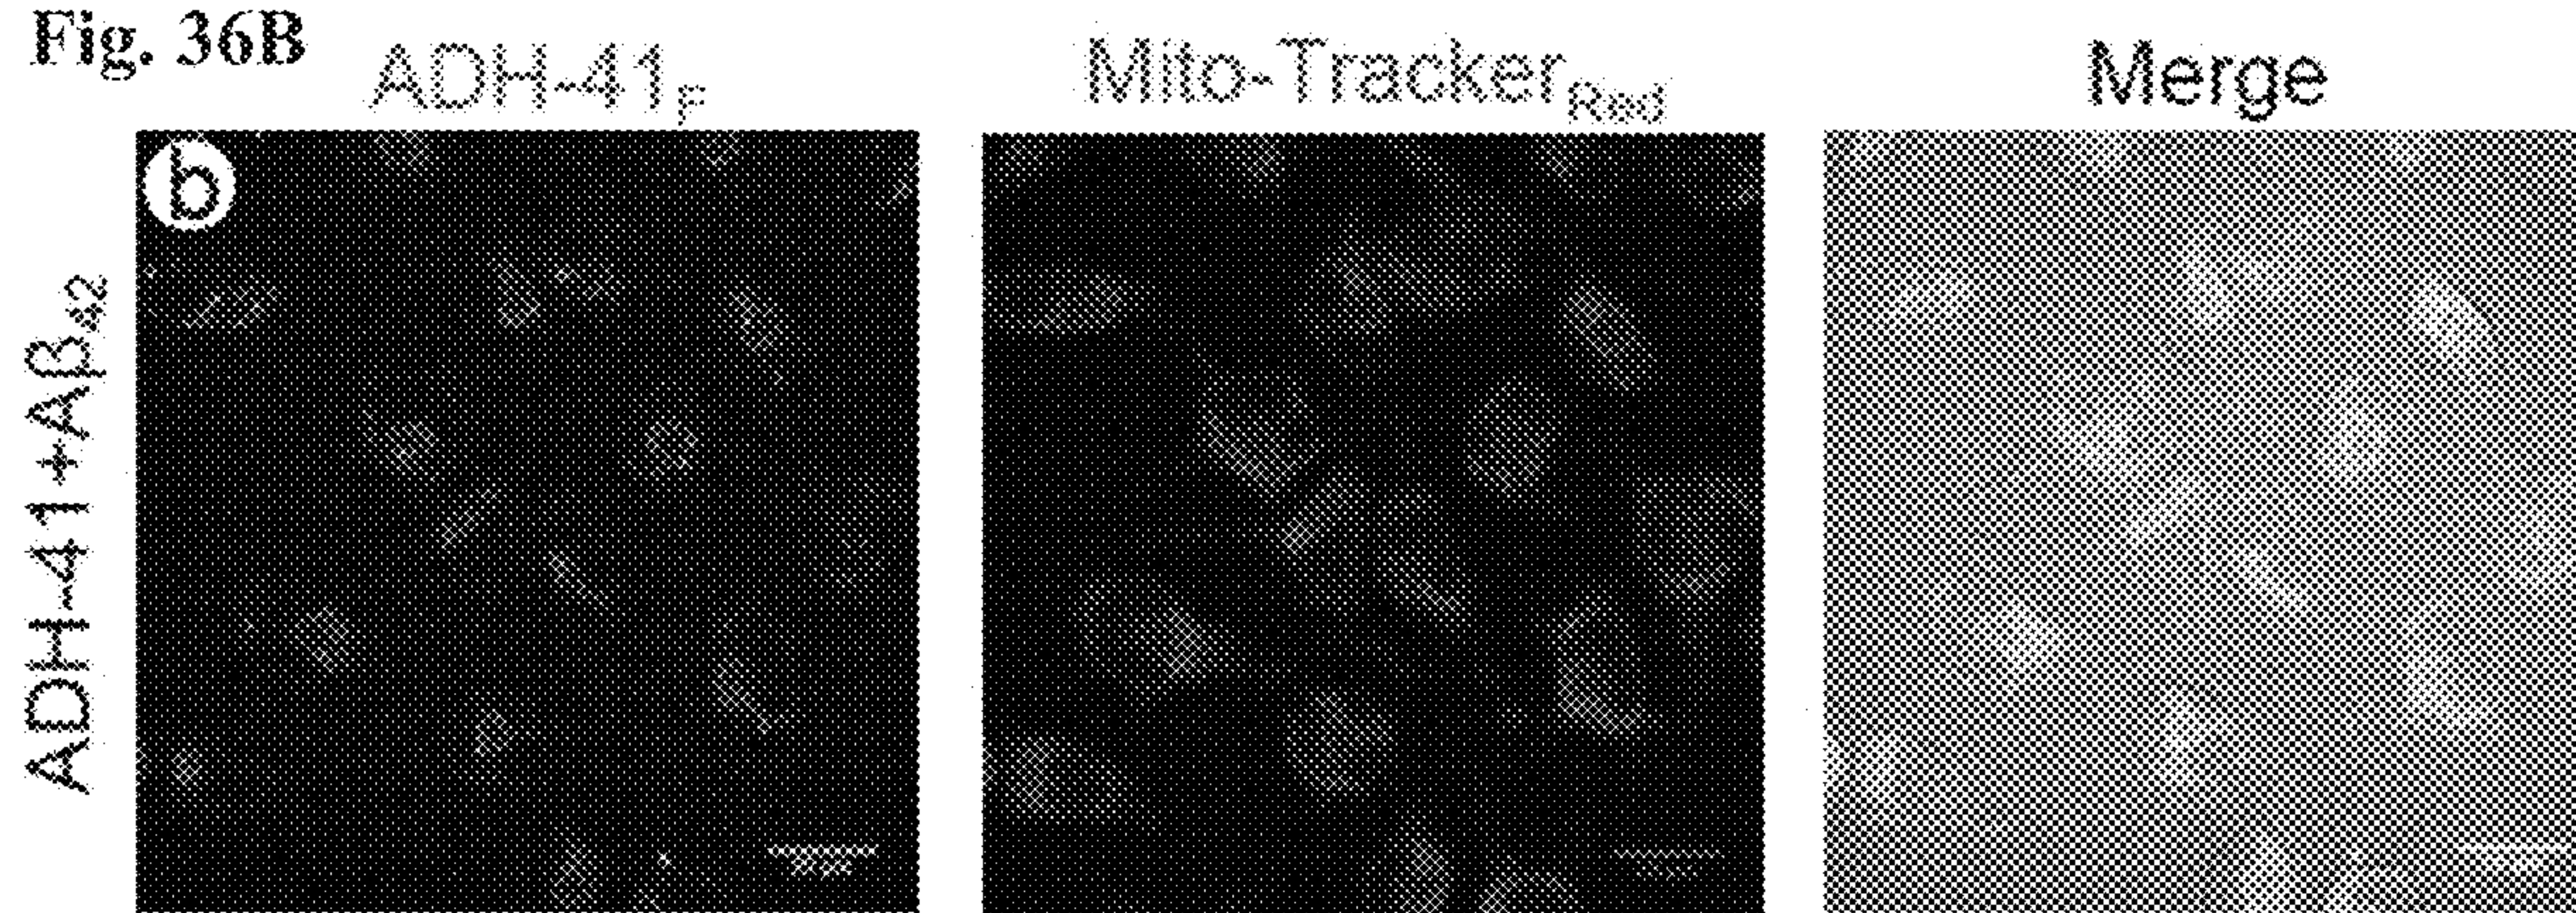 Fig. 36B
ADH-41F
Mito-TrackerRed
Merge
b
ADH-41+Aβ42